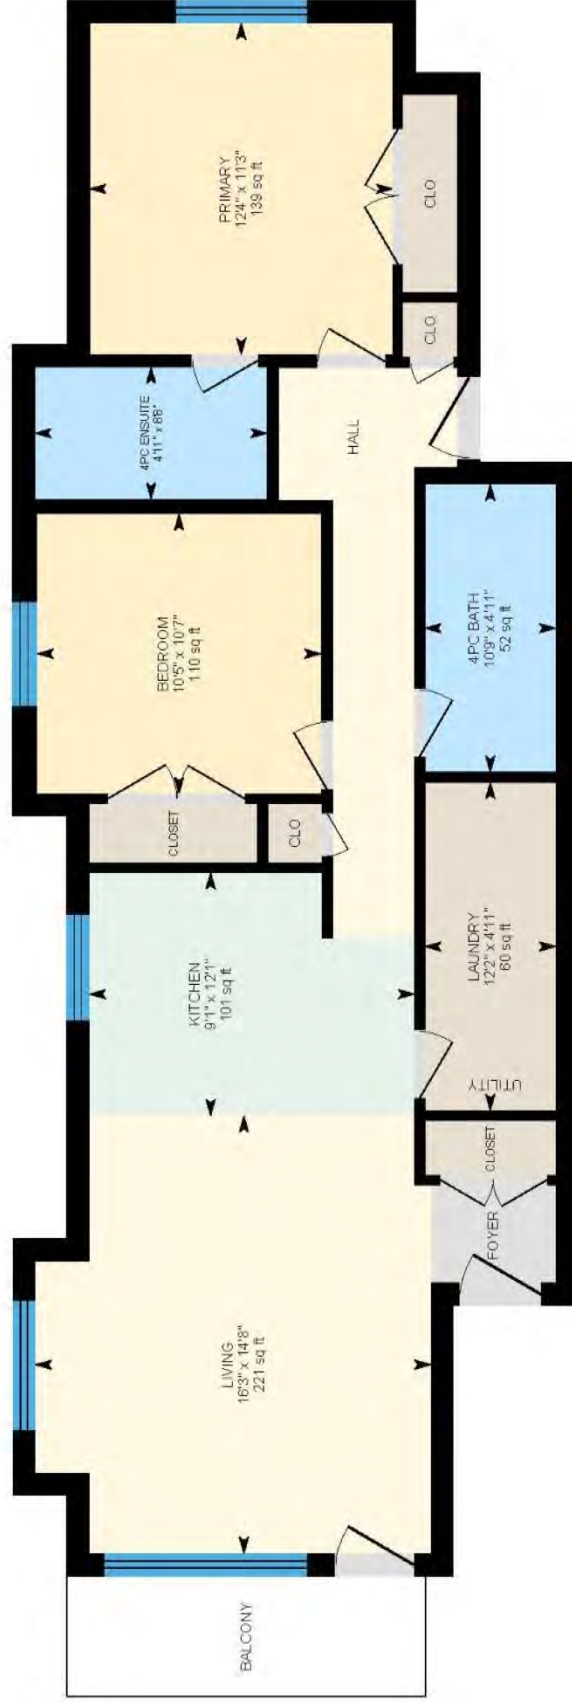 PRIMARY
12'4" x 11'3"
139 sq ft
CLO
CLO
4PC ENSUITE
4'11" x 8'8"
HALL
BEDROOM
10'5" x 10'7"
110 sq ft
4PC BATH
10'9" x 4'11"
52 sq ft
CLOSET
CLO
KITCHEN
9'1" x 12'1"
101 sq ft
LAUNDRY
12'2" x 4'11"
60 sq ft
UTILITY
CLOSET
FOYER
LIVING
16'3" x 14'8"
221 sq ft
BALCONY